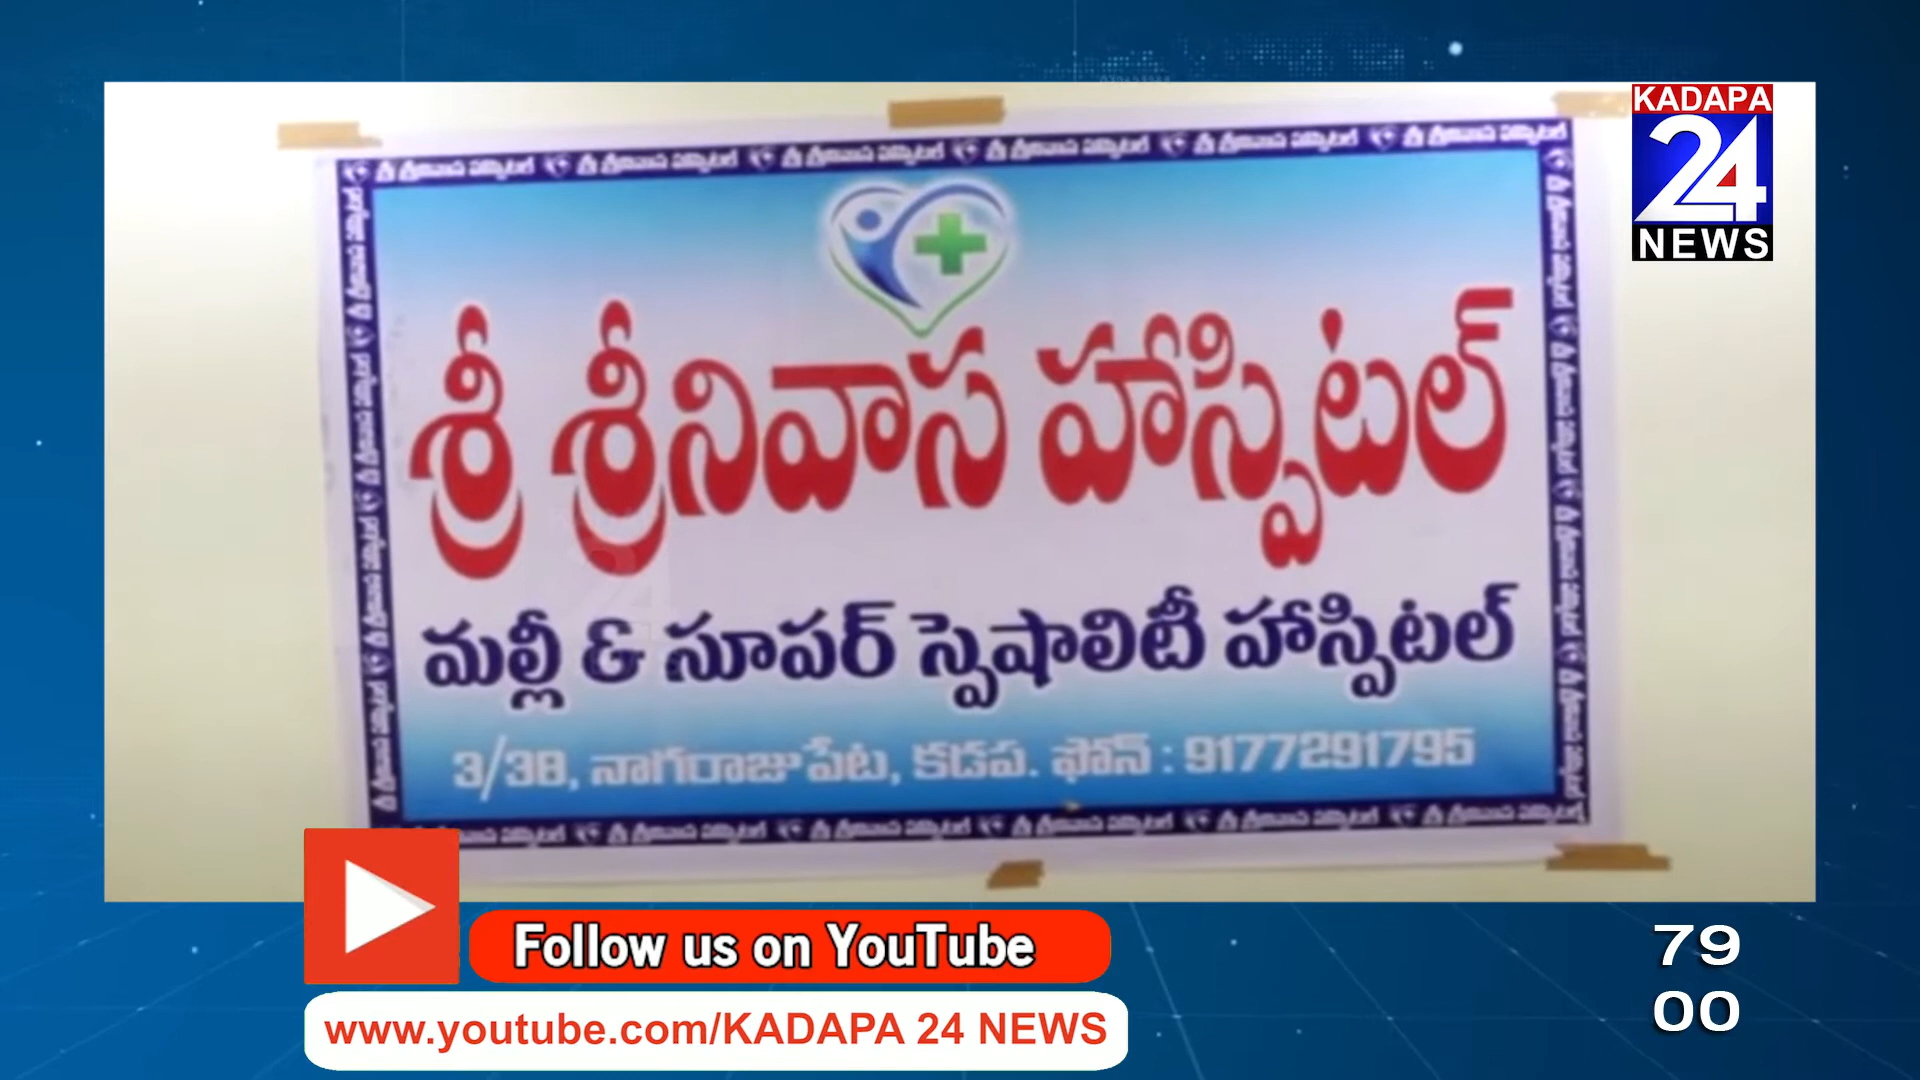 KADAPA
24
NEWS
శ్రీ శ్రీనివాస హాస్పిటల్
శ్రీ శ్రీనివాస హాస్పిటల్
మల్లీ & సూపర్ స్పెషాలిటీ హాస్పిటల్
3/38, నాగరాజుపేట, కడప. ఫోన్ : 9177291795
Follow us on YouTube
www.youtube.com/KADAPA 24 NEWS
79
00